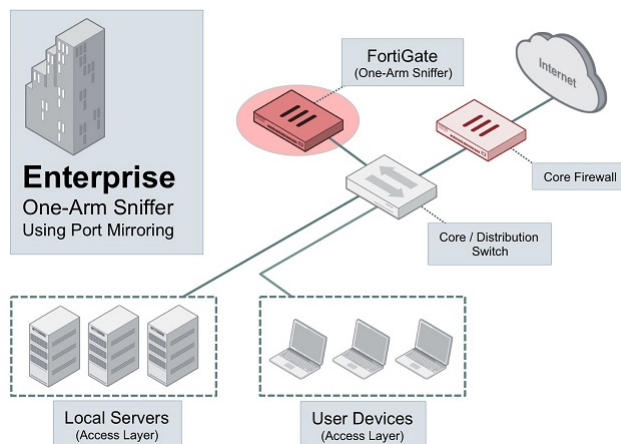 FortiGate
(One-Arm Sniffer)
Internet
Enterprise
One-Arm Sniffer
Using Port Mirroring
Core Firewall
Core / Distribution
Switch
Local Servers
(Access Layer)
User Devices
(Access Layer)